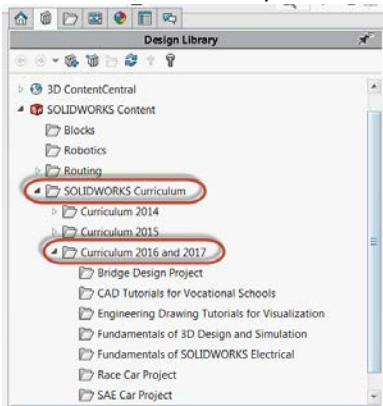 Design Library
3D ContentCentral
SOLIDWORKS Content
Blocks
Robotics
Routing
SOLIDWORKS Curriculum
Curriculum 2014
Curriculum 2015
Curriculum 2016 and 2017
Bridge Design Project
CAD Tutorials for Vocational Schools
Engineering Drawing Tutorials for Visualization
Fundamentals of 3D Design and Simulation
Fundamentals of SOLIDWORKS Electrical
Race Car Project
SAE Car Project